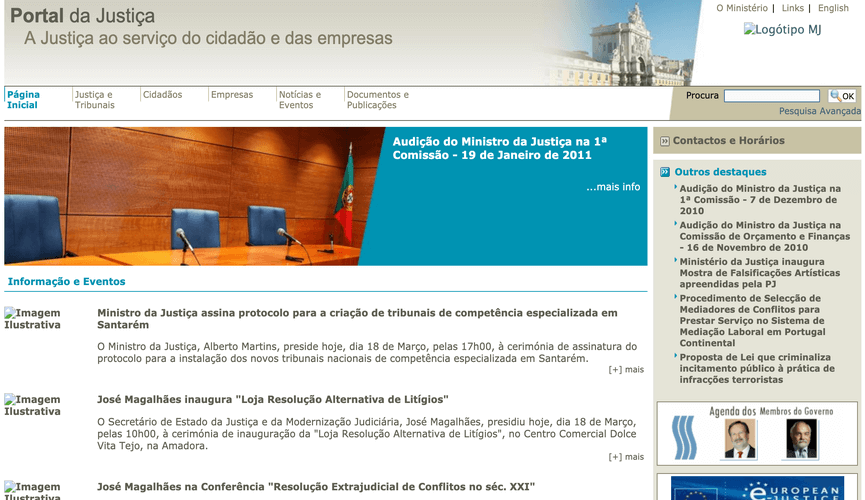 Portal da Justiça
A Justiça ao serviço do cidadão e das empresas
O Ministério | Links | English
Logótipo MJ
Página
Inicial
Justiça e
Tribunais
Cidadãos
Empresas
Notícias e
Eventos
Documentos e
Publicações
Procura
OK
Pesquisa Avançada
Audição do Ministro da Justiça na 1ª
Comissão - 19 de Janeiro de 2011
...mais info
Informação e Eventos
Imagem
Ilustrativa
Ministro da Justiça assina protocolo para a criação de tribunais de competência especializada em
Santarém
O Ministro da Justiça, Alberto Martins, preside hoje, dia 18 de Março, pelas 17h00, à cerimónia de assinatura do
protocolo para a instalação dos novos tribunais nacionais de competência especializada em Santarém.
[+] mais
Imagem
Ilustrativa
José Magalhães inaugura "Loja Resolução Alternativa de Litígios"
O Secretário de Estado da Justiça e da Modernização Judiciária, José Magalhães, presidiu hoje, dia 18 de Março,
pelas 10h00, à cerimónia de inauguração da "Loja Resolução Alternativa de Litígios", no Centro Comercial Dolce
Vita Tejo, na Amadora.
[+] mais
Imagem
Ilustrativa
José Magalhães na Conferência "Resolução Extrajudicial de Conflitos no séc. XXI"
Contactos e Horários
Outros destaques
Audição do Ministro da Justiça na
1ª Comissão - 7 de Dezembro de
2010
Audição do Ministro da Justiça na
Comissão de Orçamento e Finanças
- 16 de Novembro de 2010
Ministério da Justiça inaugura
Mostra de Falsificações Artísticas
apreendidas pela PJ
Procedimento de Selecção de
Mediadores de Conflitos para
Prestar Serviço no Sistema de
Mediação Laboral em Portugal
Continental
Proposta de Lei que criminaliza
incitamento público à prática de
infracções terroristas
Agenda dos Membros do Governo
EUROPEAN
JUSTICE